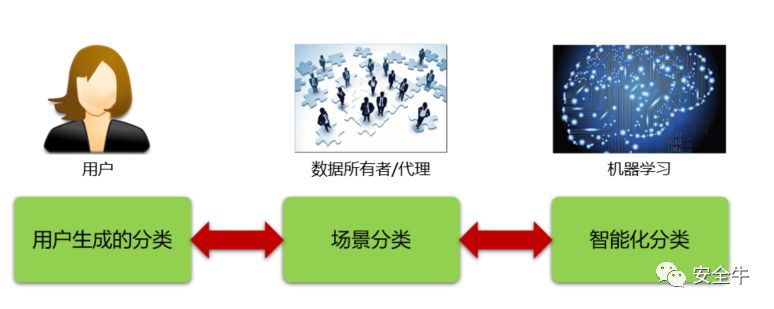 用户
数据所有者/代理
机器学习
用户生成的分类
场景分类
智能化分类
安全牛